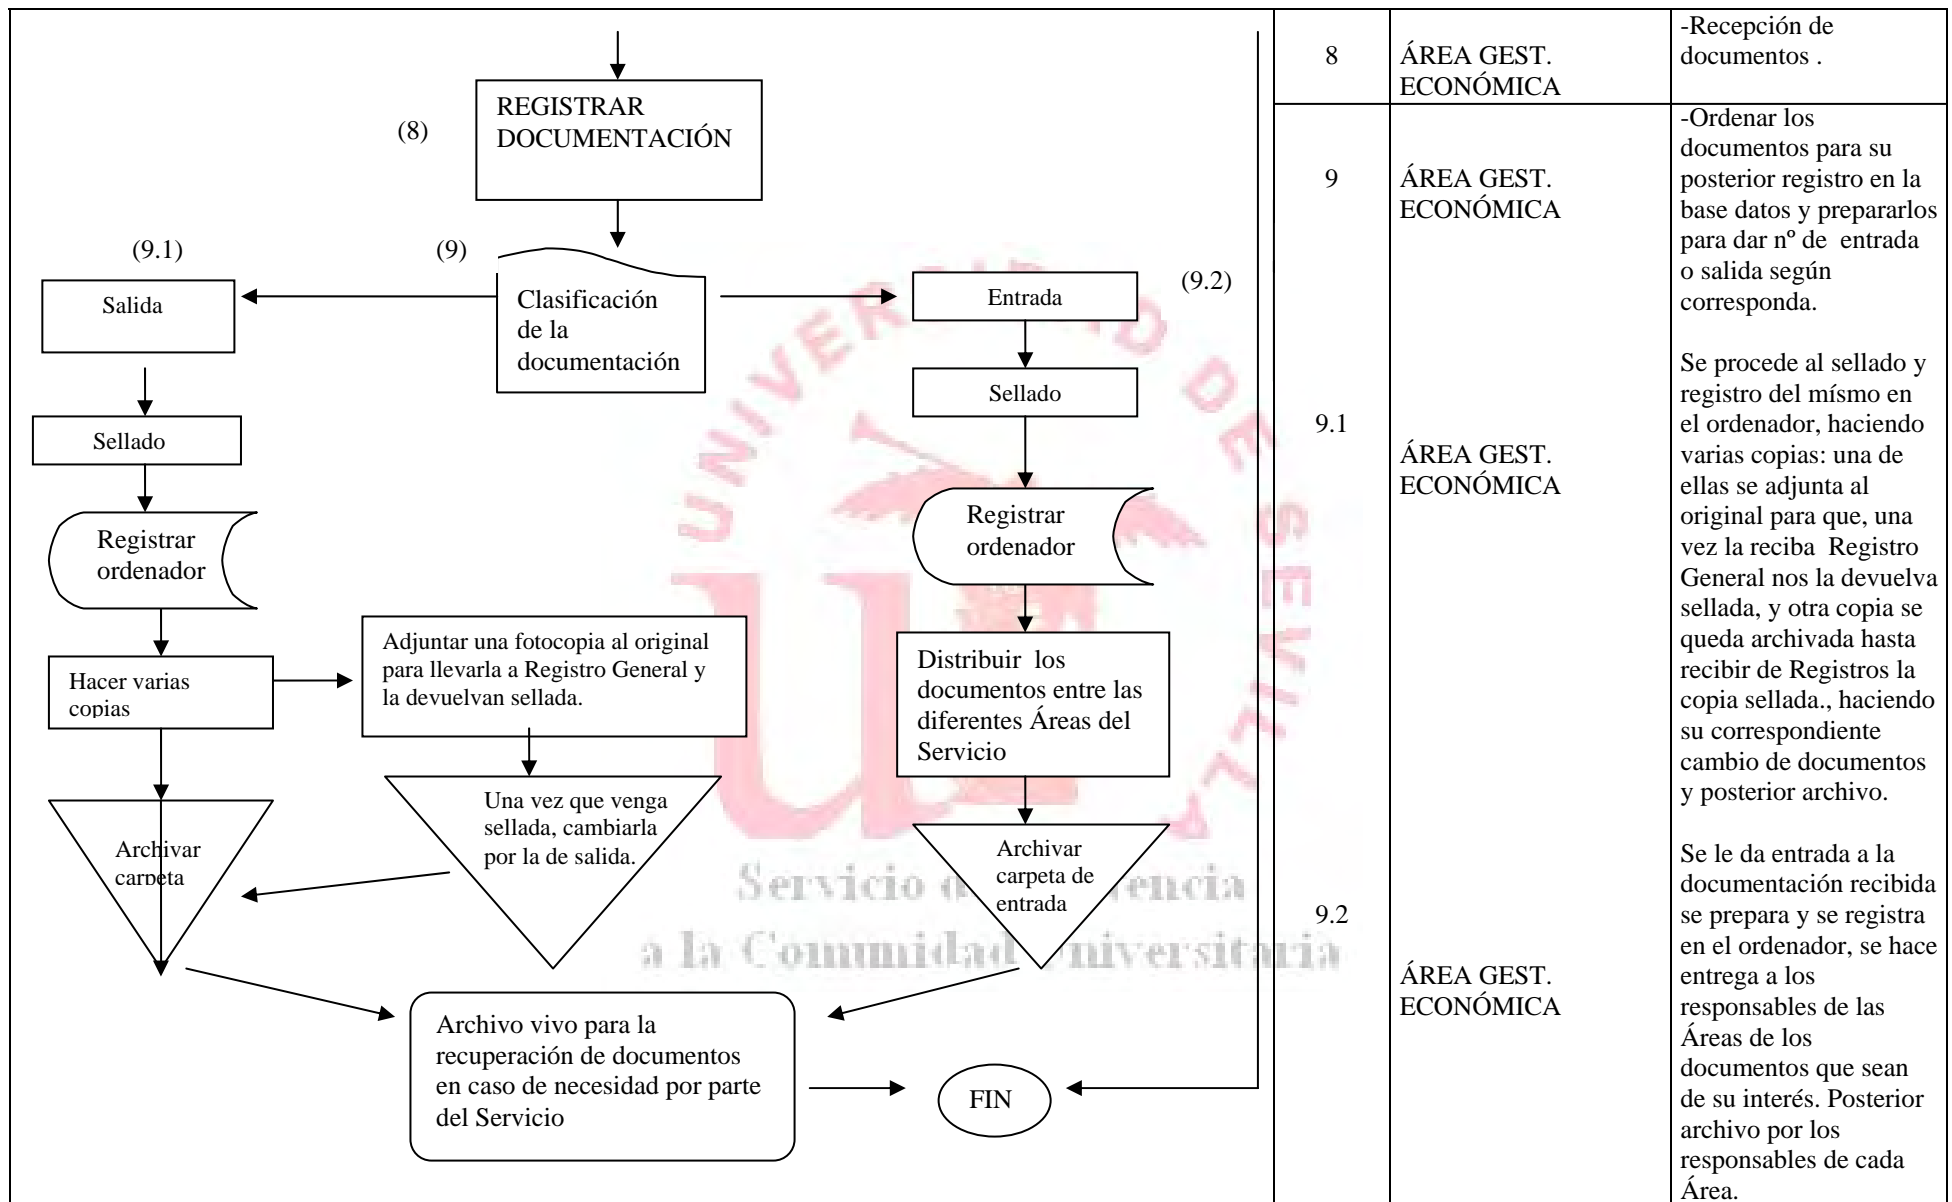 (8)
REGISTRAR
DOCUMENTACIÓN
(9.1)
(9)
(9.2)
Salida
Clasificación
de la
documentación
Entrada
Sellado
Sellado
Registrar
ordenador
Registrar
ordenador
Hacer varias
copias
Adjuntar una fotocopia al original
para llevarla a Registro General y
la devuelvan sellada.
Distribuir los
documentos entre las
diferentes Áreas del
Servicio
Archivar
carpeta
Una vez que venga
sellada, cambiarla
por la de salida.
Archivar
carpeta de
entrada
Archivo vivo para la
recuperación de documentos
en caso de necesidad por parte
del Servicio
FIN
UNIVERSIDAD DE SEVILLA
Servicio encia
a la Comunidad Universitaria
8
ÁREA GEST.
ECONÓMICA
-Recepción de
documentos .
9
ÁREA GEST.
ECONÓMICA
-Ordenar los
documentos para su
posterior registro en la
base datos y prepararlos
para dar nº de entrada
o salida según
corresponda.
9.1
ÁREA GEST.
ECONÓMICA
Se procede al sellado y
registro del mísmo en
el ordenador, haciendo
varias copias: una de
ellas se adjunta al
original para que, una
vez la reciba Registro
General nos la devuelva
sellada, y otra copia se
queda archivada hasta
recibir de Registros la
copia sellada., haciendo
su correspondiente
cambio de documentos
y posterior archivo.
9.2
ÁREA GEST.
ECONÓMICA
Se le da entrada a la
documentación recibida
se prepara y se registra
en el ordenador, se hace
entrega a los
responsables de las
Áreas de los
documentos que sean
de su interés. Posterior
archivo por los
responsables de cada
Área.